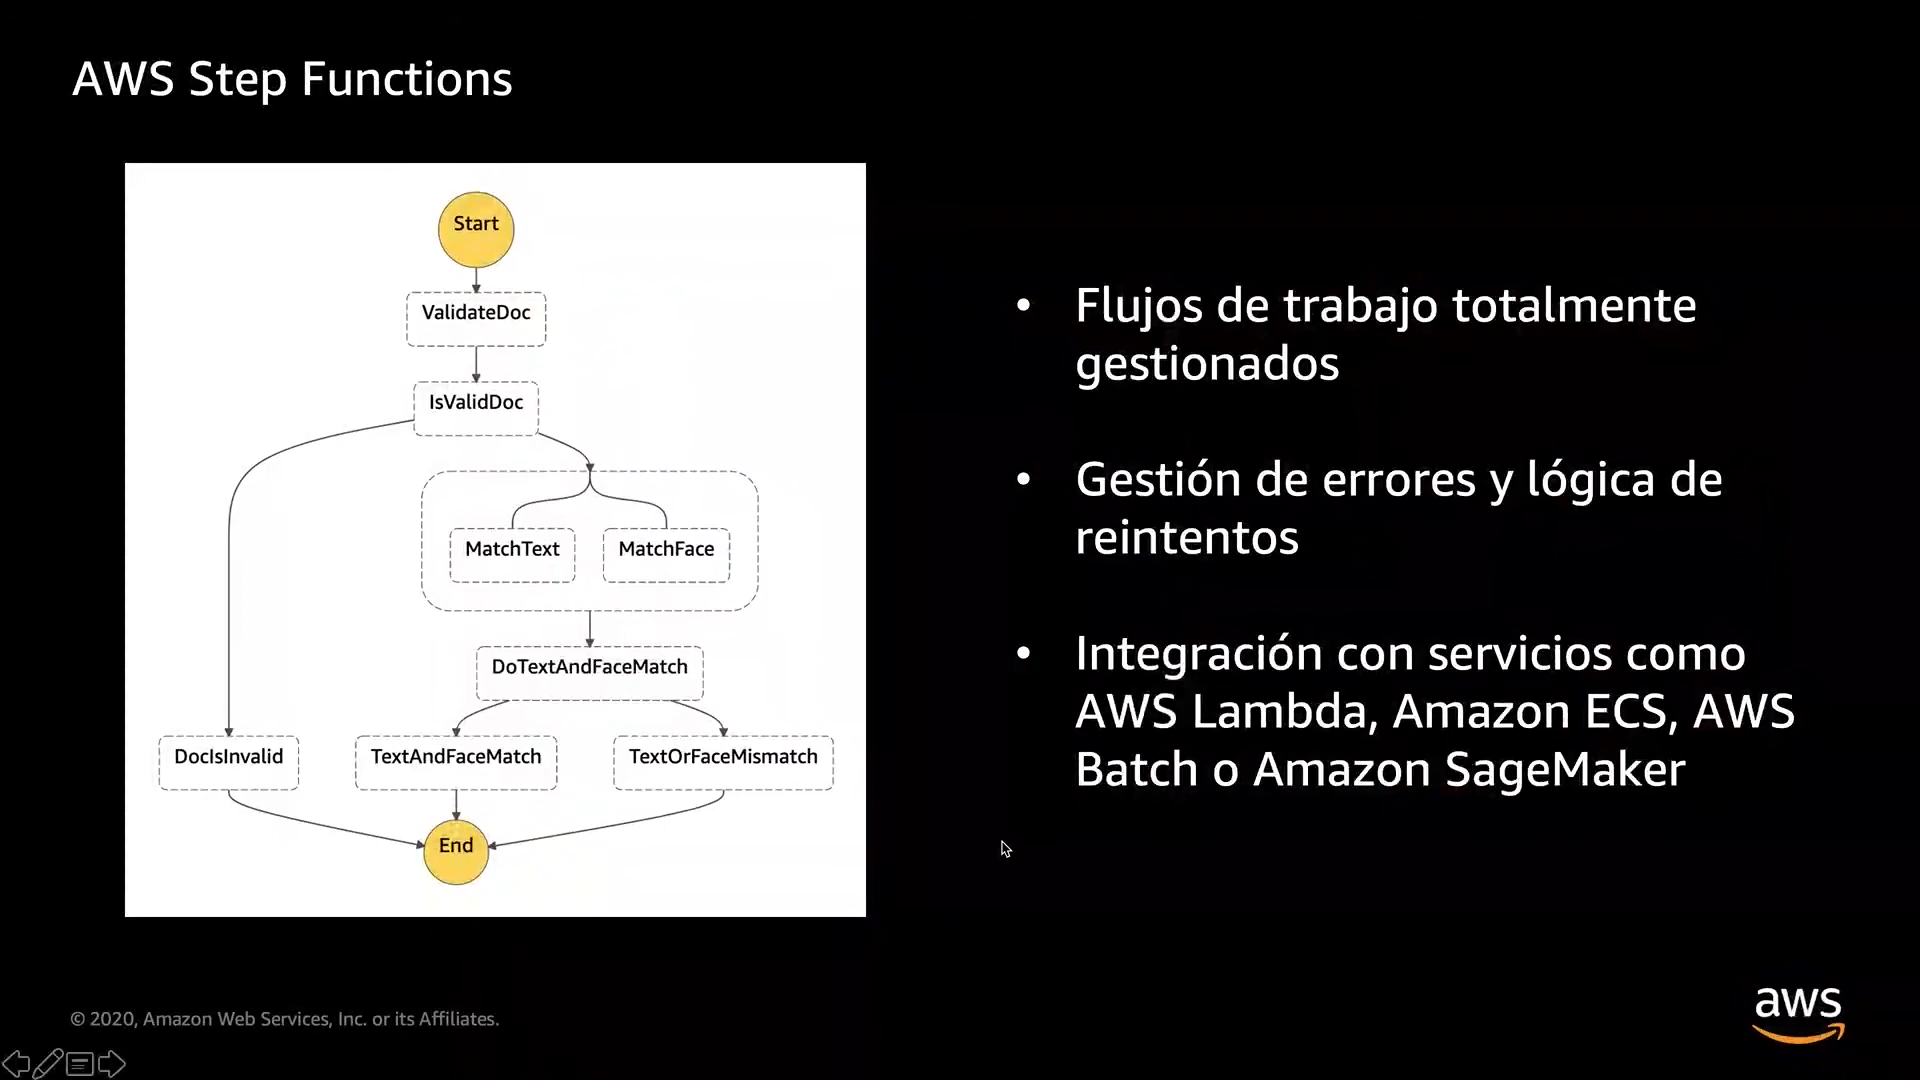 AWS Step Functions
Start
ValidateDoc
IsValidDoc
MatchText
MatchFace
DoTextAndFaceMatch
DocIsInvalid
TextAndFaceMatch
TextOrFaceMismatch
End
• Flujos de trabajo totalmente
gestionados
• Gestión de errores y lógica de
reintentos
• Integración con servicios como
AWS Lambda, Amazon ECS, AWS
Batch o Amazon SageMaker
© 2020, Amazon Web Services, Inc. or its Affiliates.
aws